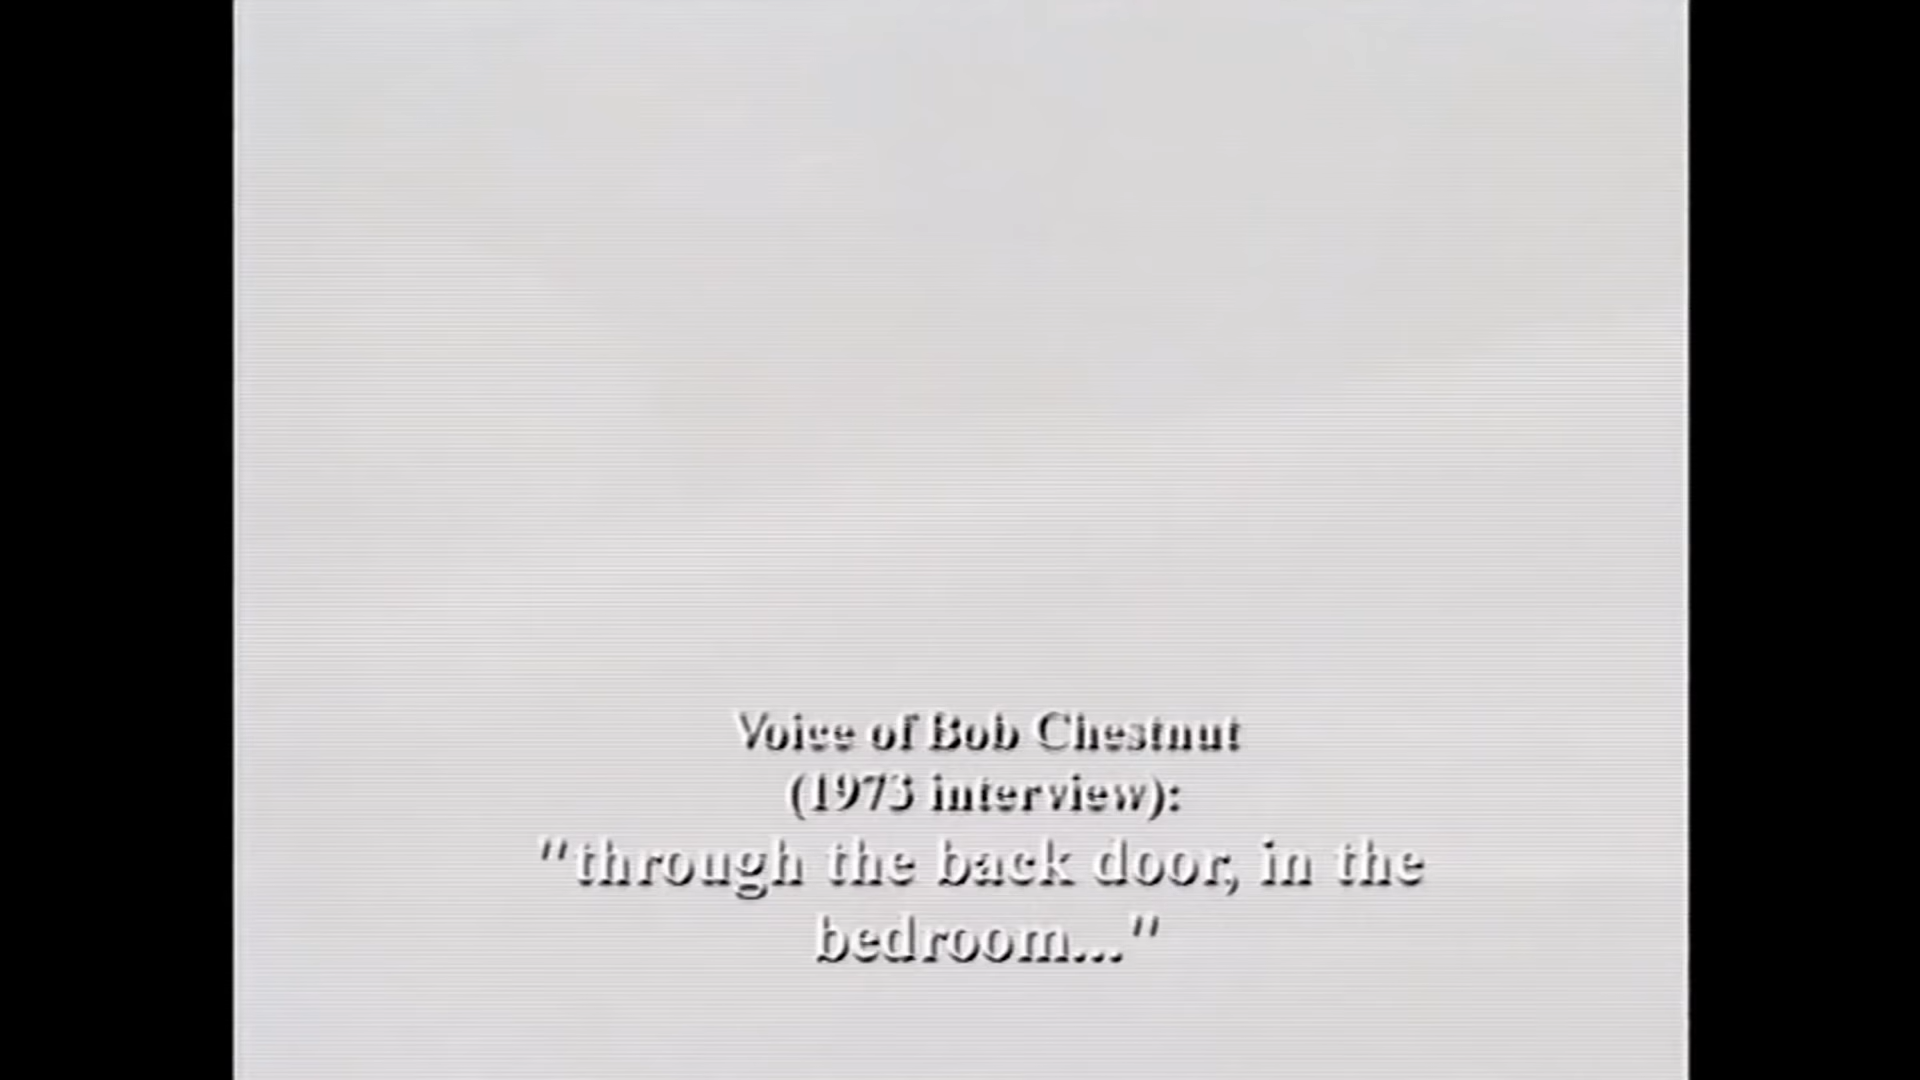 Voice of Bob Chestnut
(1973 interview):
"through the back door, in the
bedroom..."